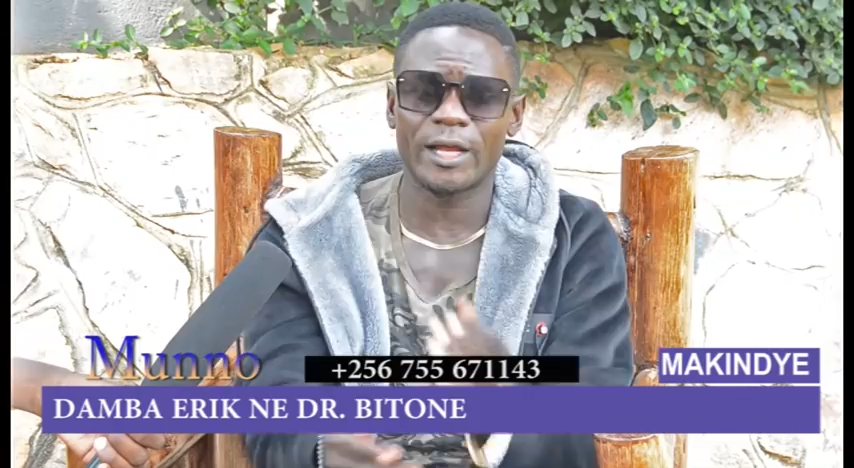 Munno
+256 755 671143
MAKINDYE
DAMBA ERIK NE DR. BITONE